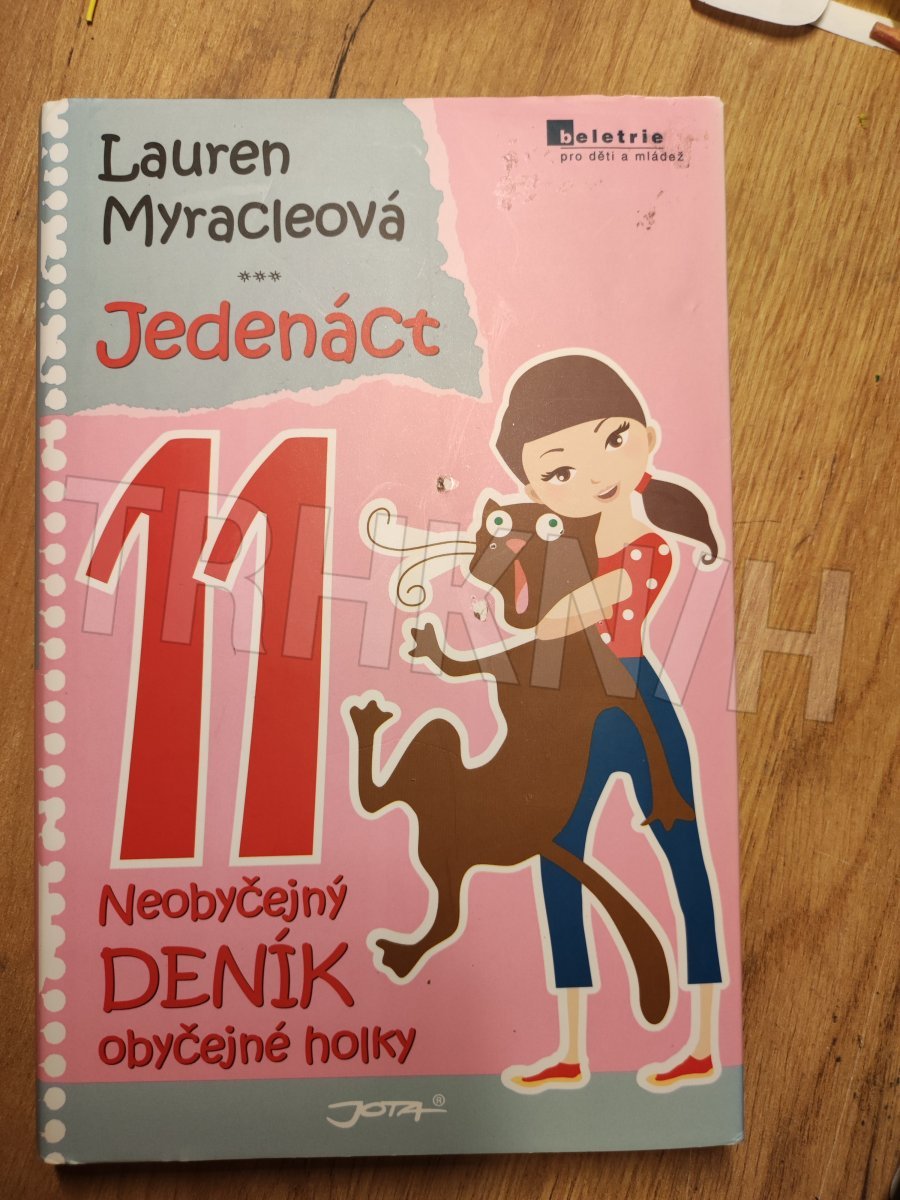 Lauren
Myracleová
***
Jedenáct
beletrie
pro děti a mládež
11
TRHKNIH
Neobyčejný
DENÍK
obyčejné holky
JOTA®